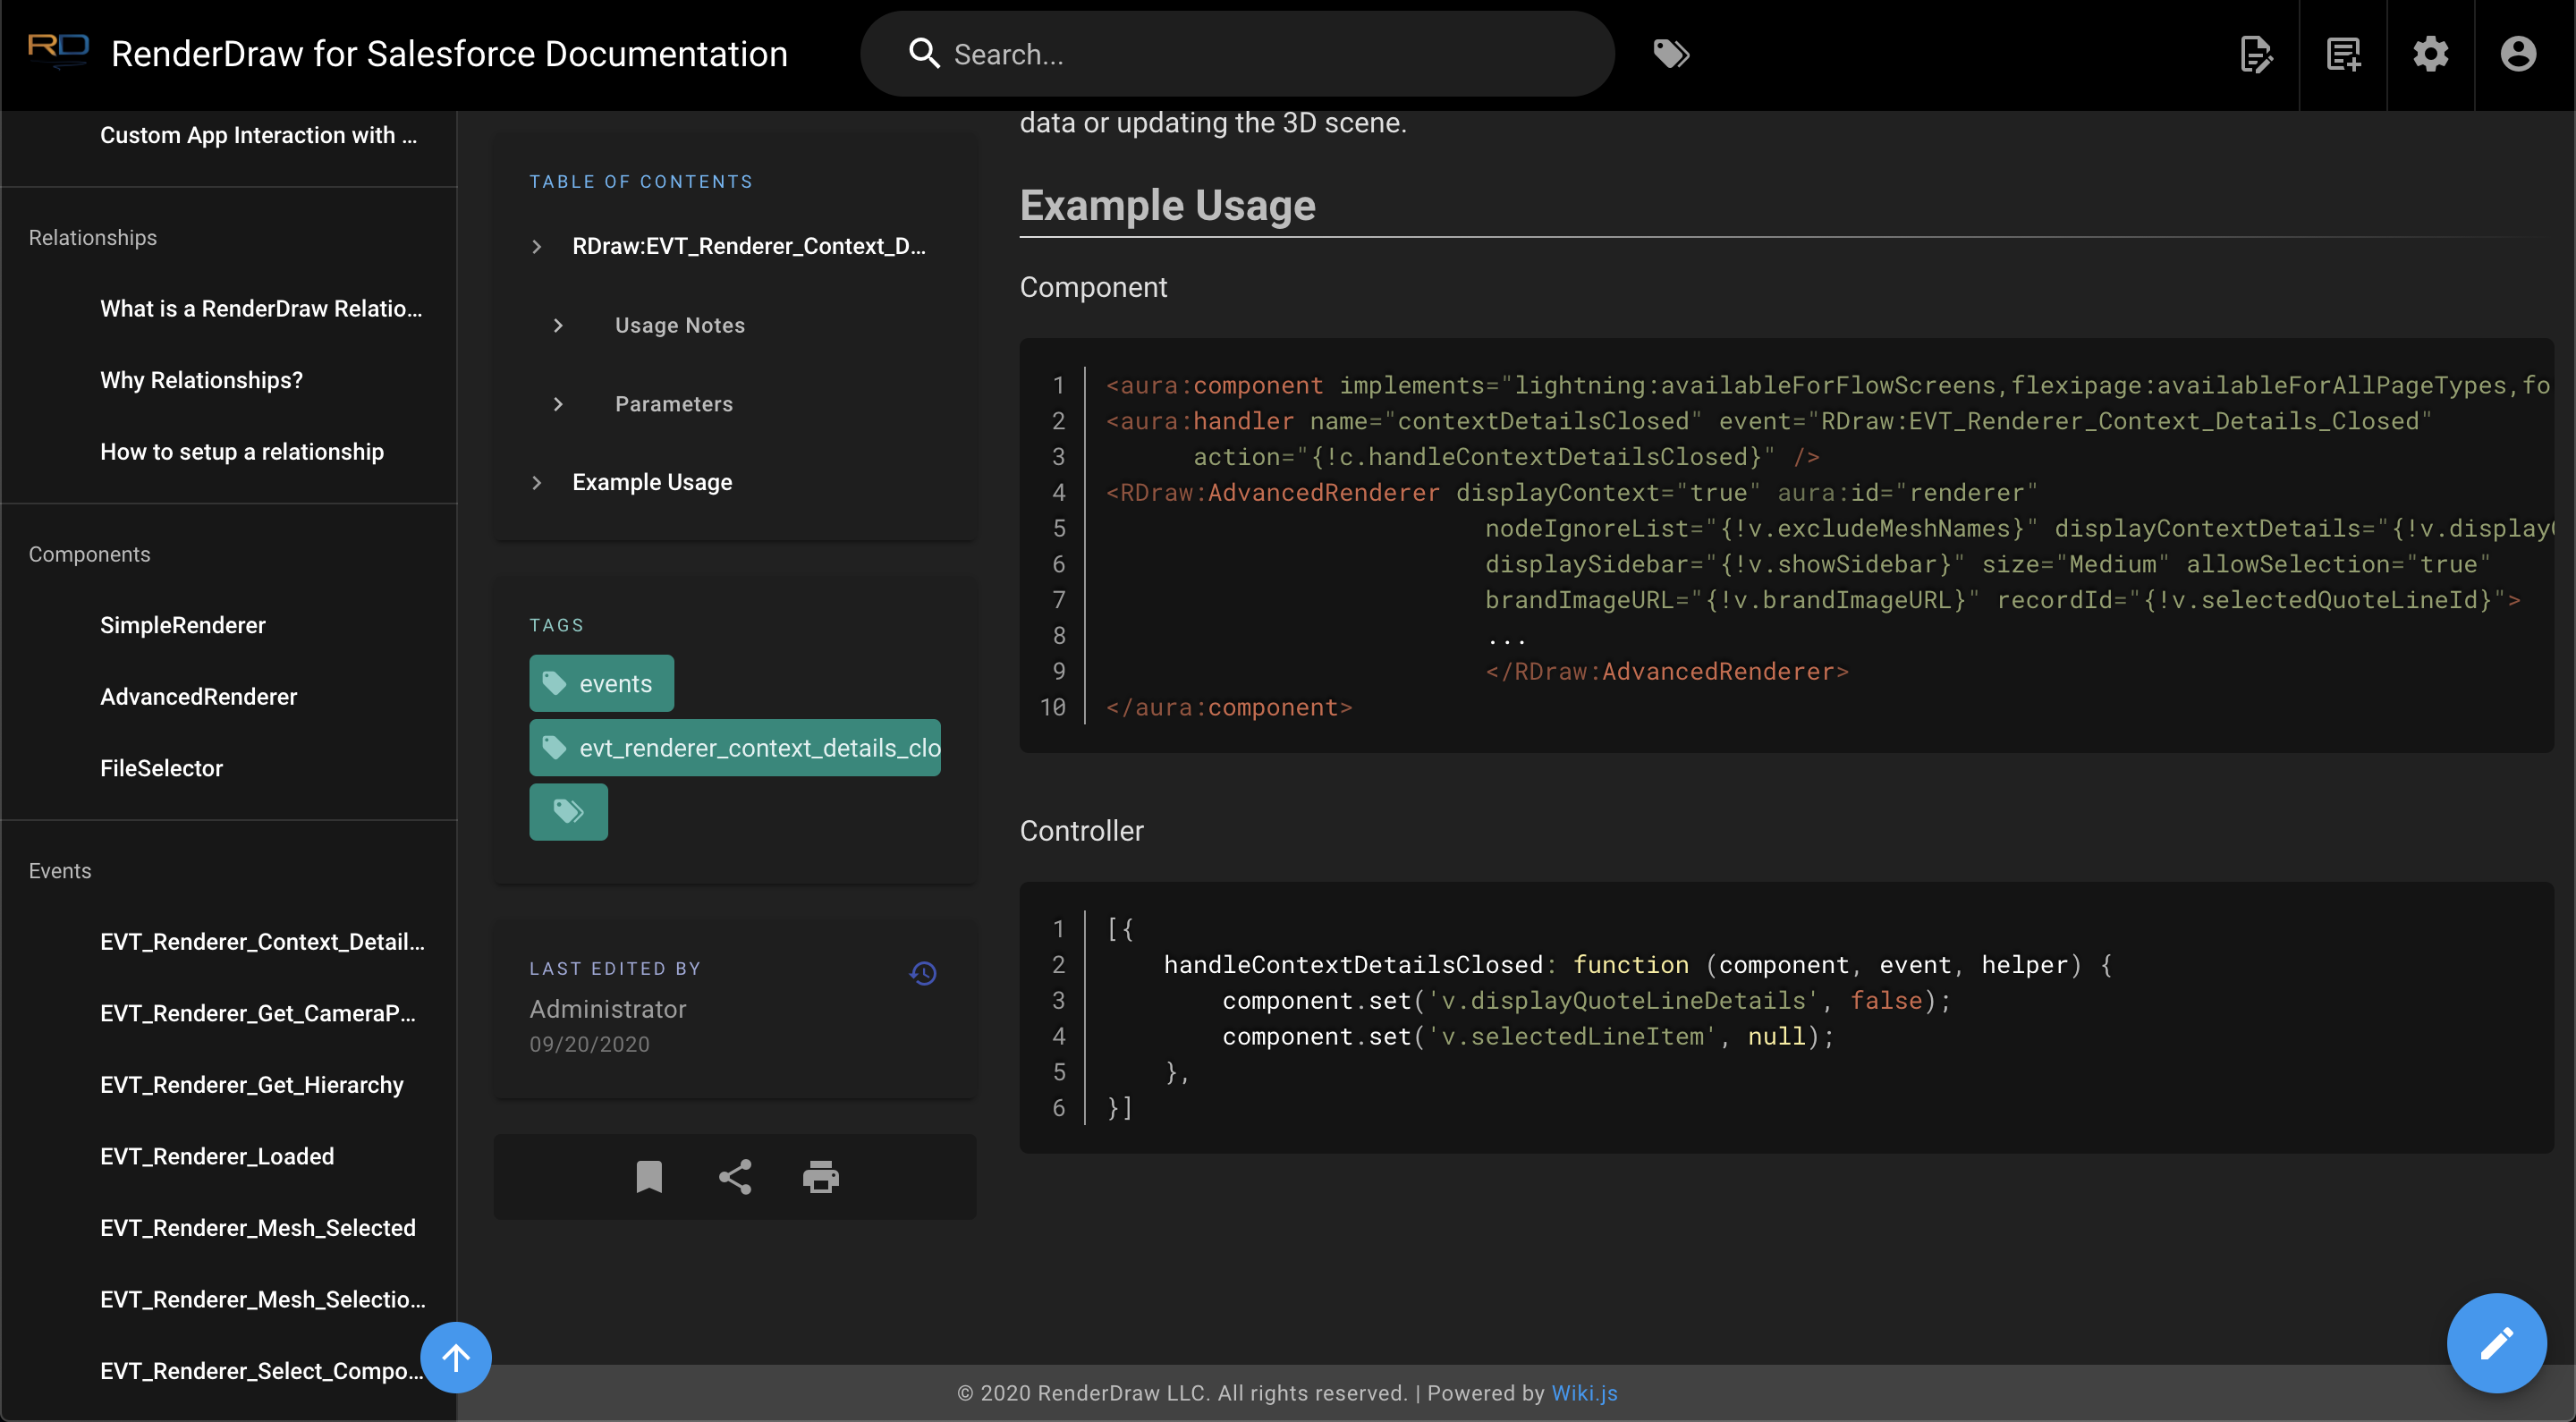 RD RenderDraw for Salesforce Documentation
Search...
Custom App Interaction with ...
Relationships
What is a RenderDraw Relatio...
Why Relationships?
How to setup a relationship
Components
SimpleRenderer
AdvancedRenderer
FileSelector
Events
EVT_Renderer_Context_Detail...
EVT_Renderer_Get_CameraP...
EVT_Renderer_Get_Hierarchy
EVT_Renderer_Loaded
EVT_Renderer_Mesh_Selected
EVT_Renderer_Mesh_Selectio...
EVT_Renderer_Select_Compo...
TABLE OF CONTENTS
RDraw:EVT_Renderer_Context_D...
Usage Notes
Parameters
Example Usage
TAGS
events
evt_renderer_context_details_clo
LAST EDITED BY
Administrator
09/20/2020
data or updating the 3D scene.
Example Usage
Component
1 <aura:component implements="lightning:availableForFlowScreens,flexipage:availableForAllPageTypes,fo
2 <aura:handler name="contextDetailsClosed" event="RDraw:EVT_Renderer_Context_Details_Closed"
3 action="{!c.handleContextDetailsClosed}" />
4 <RDraw:AdvancedRenderer displayContext="true" aura:id="renderer"
5 nodeIgnoreList="{!v.excludeMeshNames}" displayContextDetails="{!v.display
6 displaySidebar="{!v.showSidebar}" size="Medium" allowSelection="true"
7 brandImageURL="{!v.brandImageURL}" recordId="{!v.selectedQuoteLineId}">
8 ...
9 </RDraw:AdvancedRenderer>
10 </aura:component>
Controller
1 [{
2 handleContextDetailsClosed: function (component, event, helper) {
3 component.set('v.displayQuoteLineDetails', false);
4 component.set('v.selectedLineItem', null);
5 },
6 }]
© 2020 RenderDraw LLC. All rights reserved. | Powered by Wiki.js